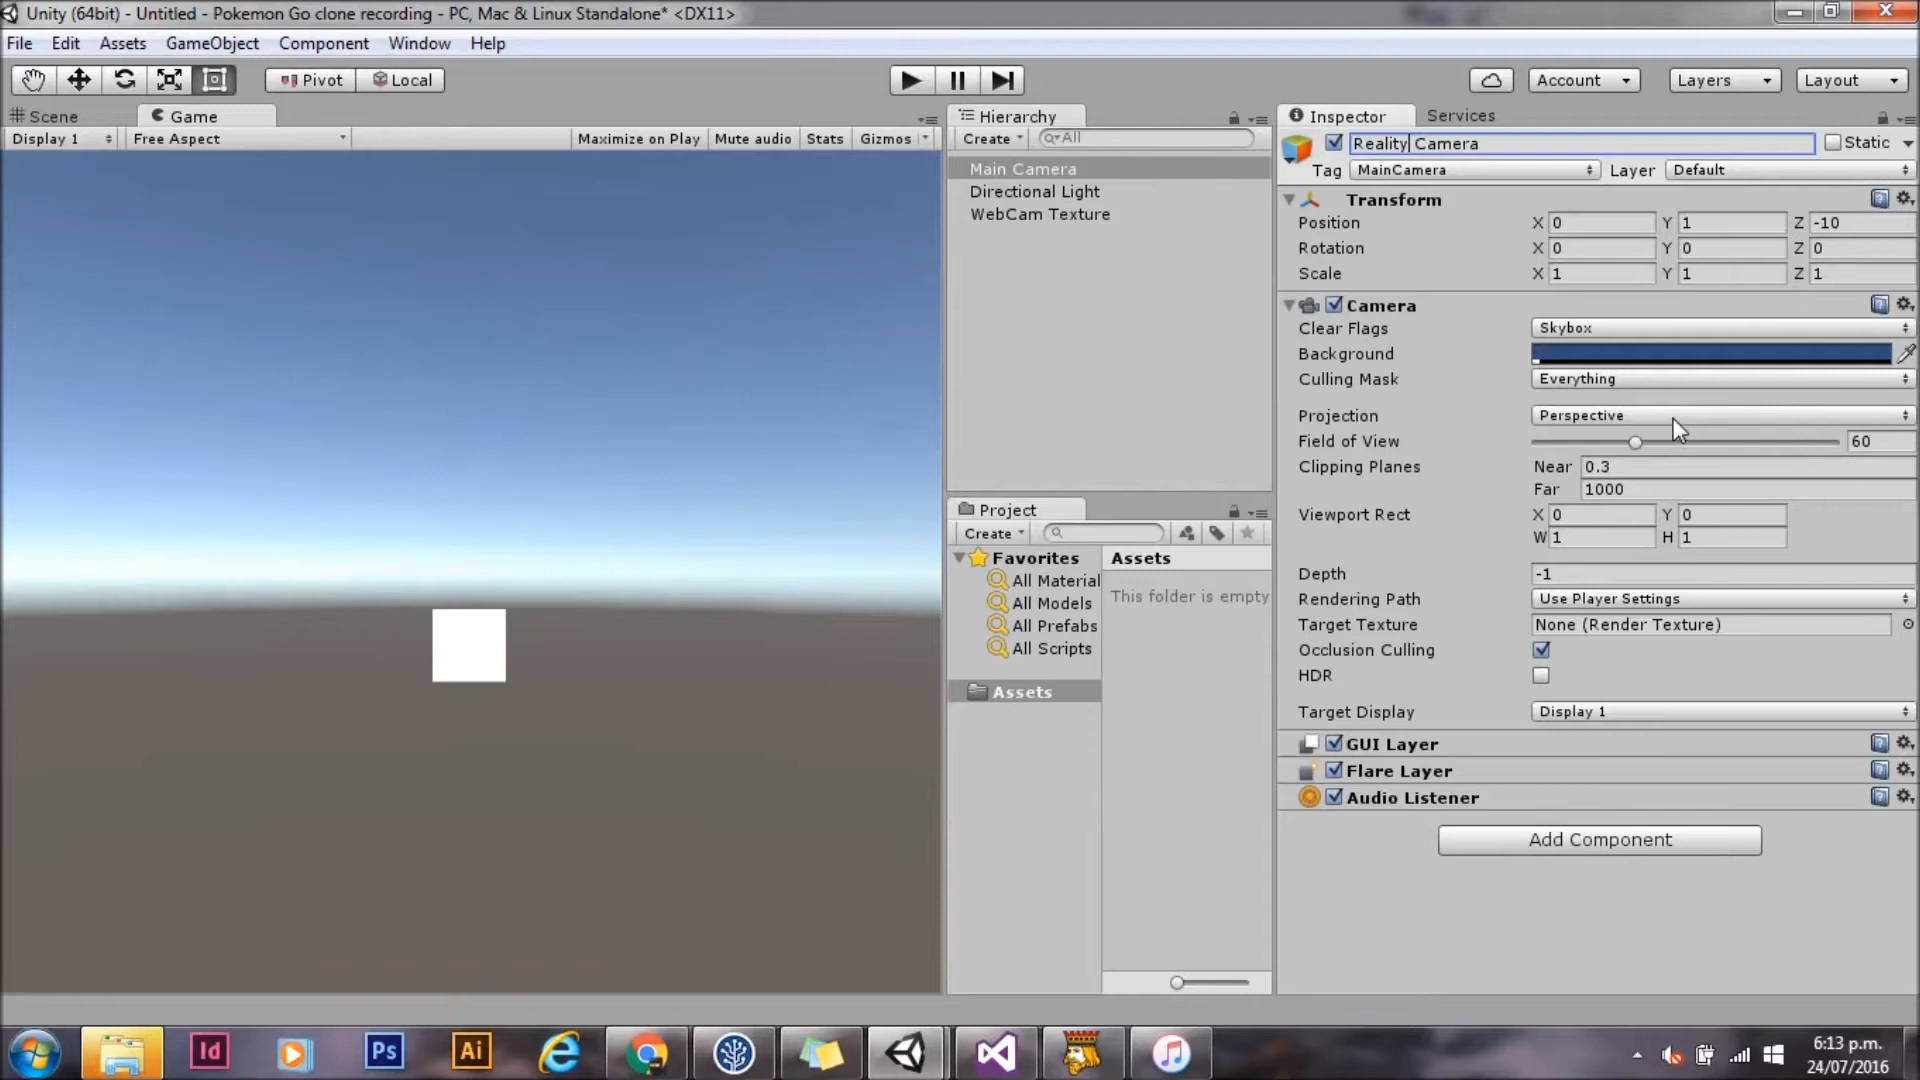 Unity (64bit) - Untitled - Pokemon Go clone recording - PC, Mac & Linux Standalone* <DX11>
File Edit Assets GameObject Component Window Help
Pivot Local Account Layers Layout
Scene Game
Display 1 Free Aspect Maximize on Play Mute audio Stats Gizmos
Hierarchy
Create All
Main Camera
Directional Light
WebCam Texture
Project
Create
Favorites
All Material
All Models
All Prefabs
All Scripts
Assets
Assets
This folder is empty
Inspector Services
Reality Camera Static
Tag MainCamera Layer Default
Transform
Position X 0 Y 1 Z -10
Rotation X 0 Y 0 Z 0
Scale X 1 Y 1 Z 1
Camera
Clear Flags Skybox
Background
Culling Mask Everything
Projection Perspective
Field of View 60
Clipping Planes Near 0.3
Far 1000
Viewport Rect X 0 Y 0
W 1 H 1
Depth -1
Rendering Path Use Player Settings
Target Texture None (Render Texture)
Occlusion Culling
HDR
Target Display Display 1
GUI Layer
Flare Layer
Audio Listener
Add Component
Id Ps Ai
6:13 p.m.
24/07/2016